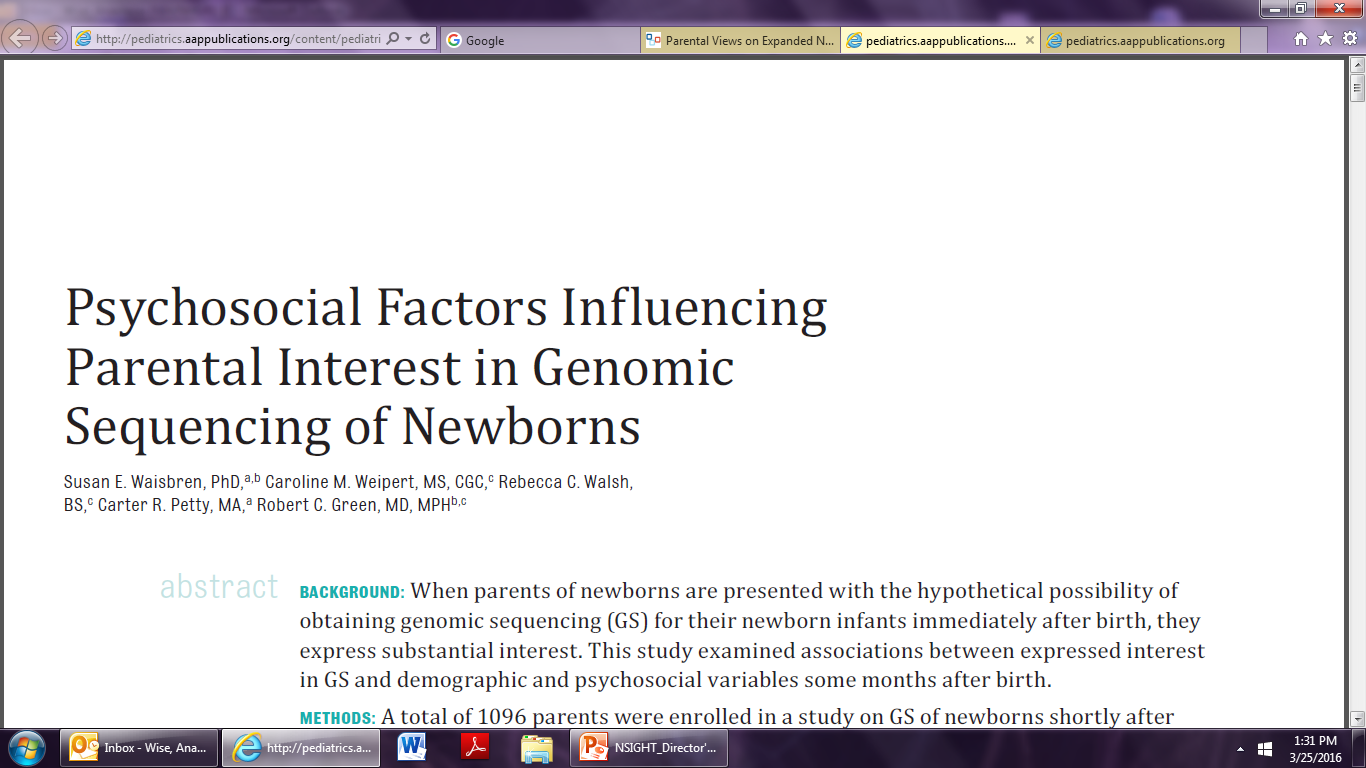 http://pediatrics.aappublications.org/content/pediatri
Google
Parental Views on Expanded N...
pediatrics.aappublications....
pediatrics.aappublications.org
Psychosocial Factors Influencing
Parental Interest in Genomic
Sequencing of Newborns
Susan E. Waisbren, PhD,a,b Caroline M. Weipert, MS, CGC,c Rebecca C. Walsh,
BS,c Carter R. Petty, MA,a Robert C. Green, MD, MPHb,c
abstract
BACKGROUND: When parents of newborns are presented with the hypothetical possibility of
obtaining genomic sequencing (GS) for their newborn infants immediately after birth, they
express substantial interest. This study examined associations between expressed interest
in GS and demographic and psychosocial variables some months after birth.
METHODS: A total of 1096 parents were enrolled in a study on GS of newborns shortly after
Inbox - Wise, Ana...
http://pediatrics.a...
NSIGHT_Director'...
1:31 PM
3/25/2016